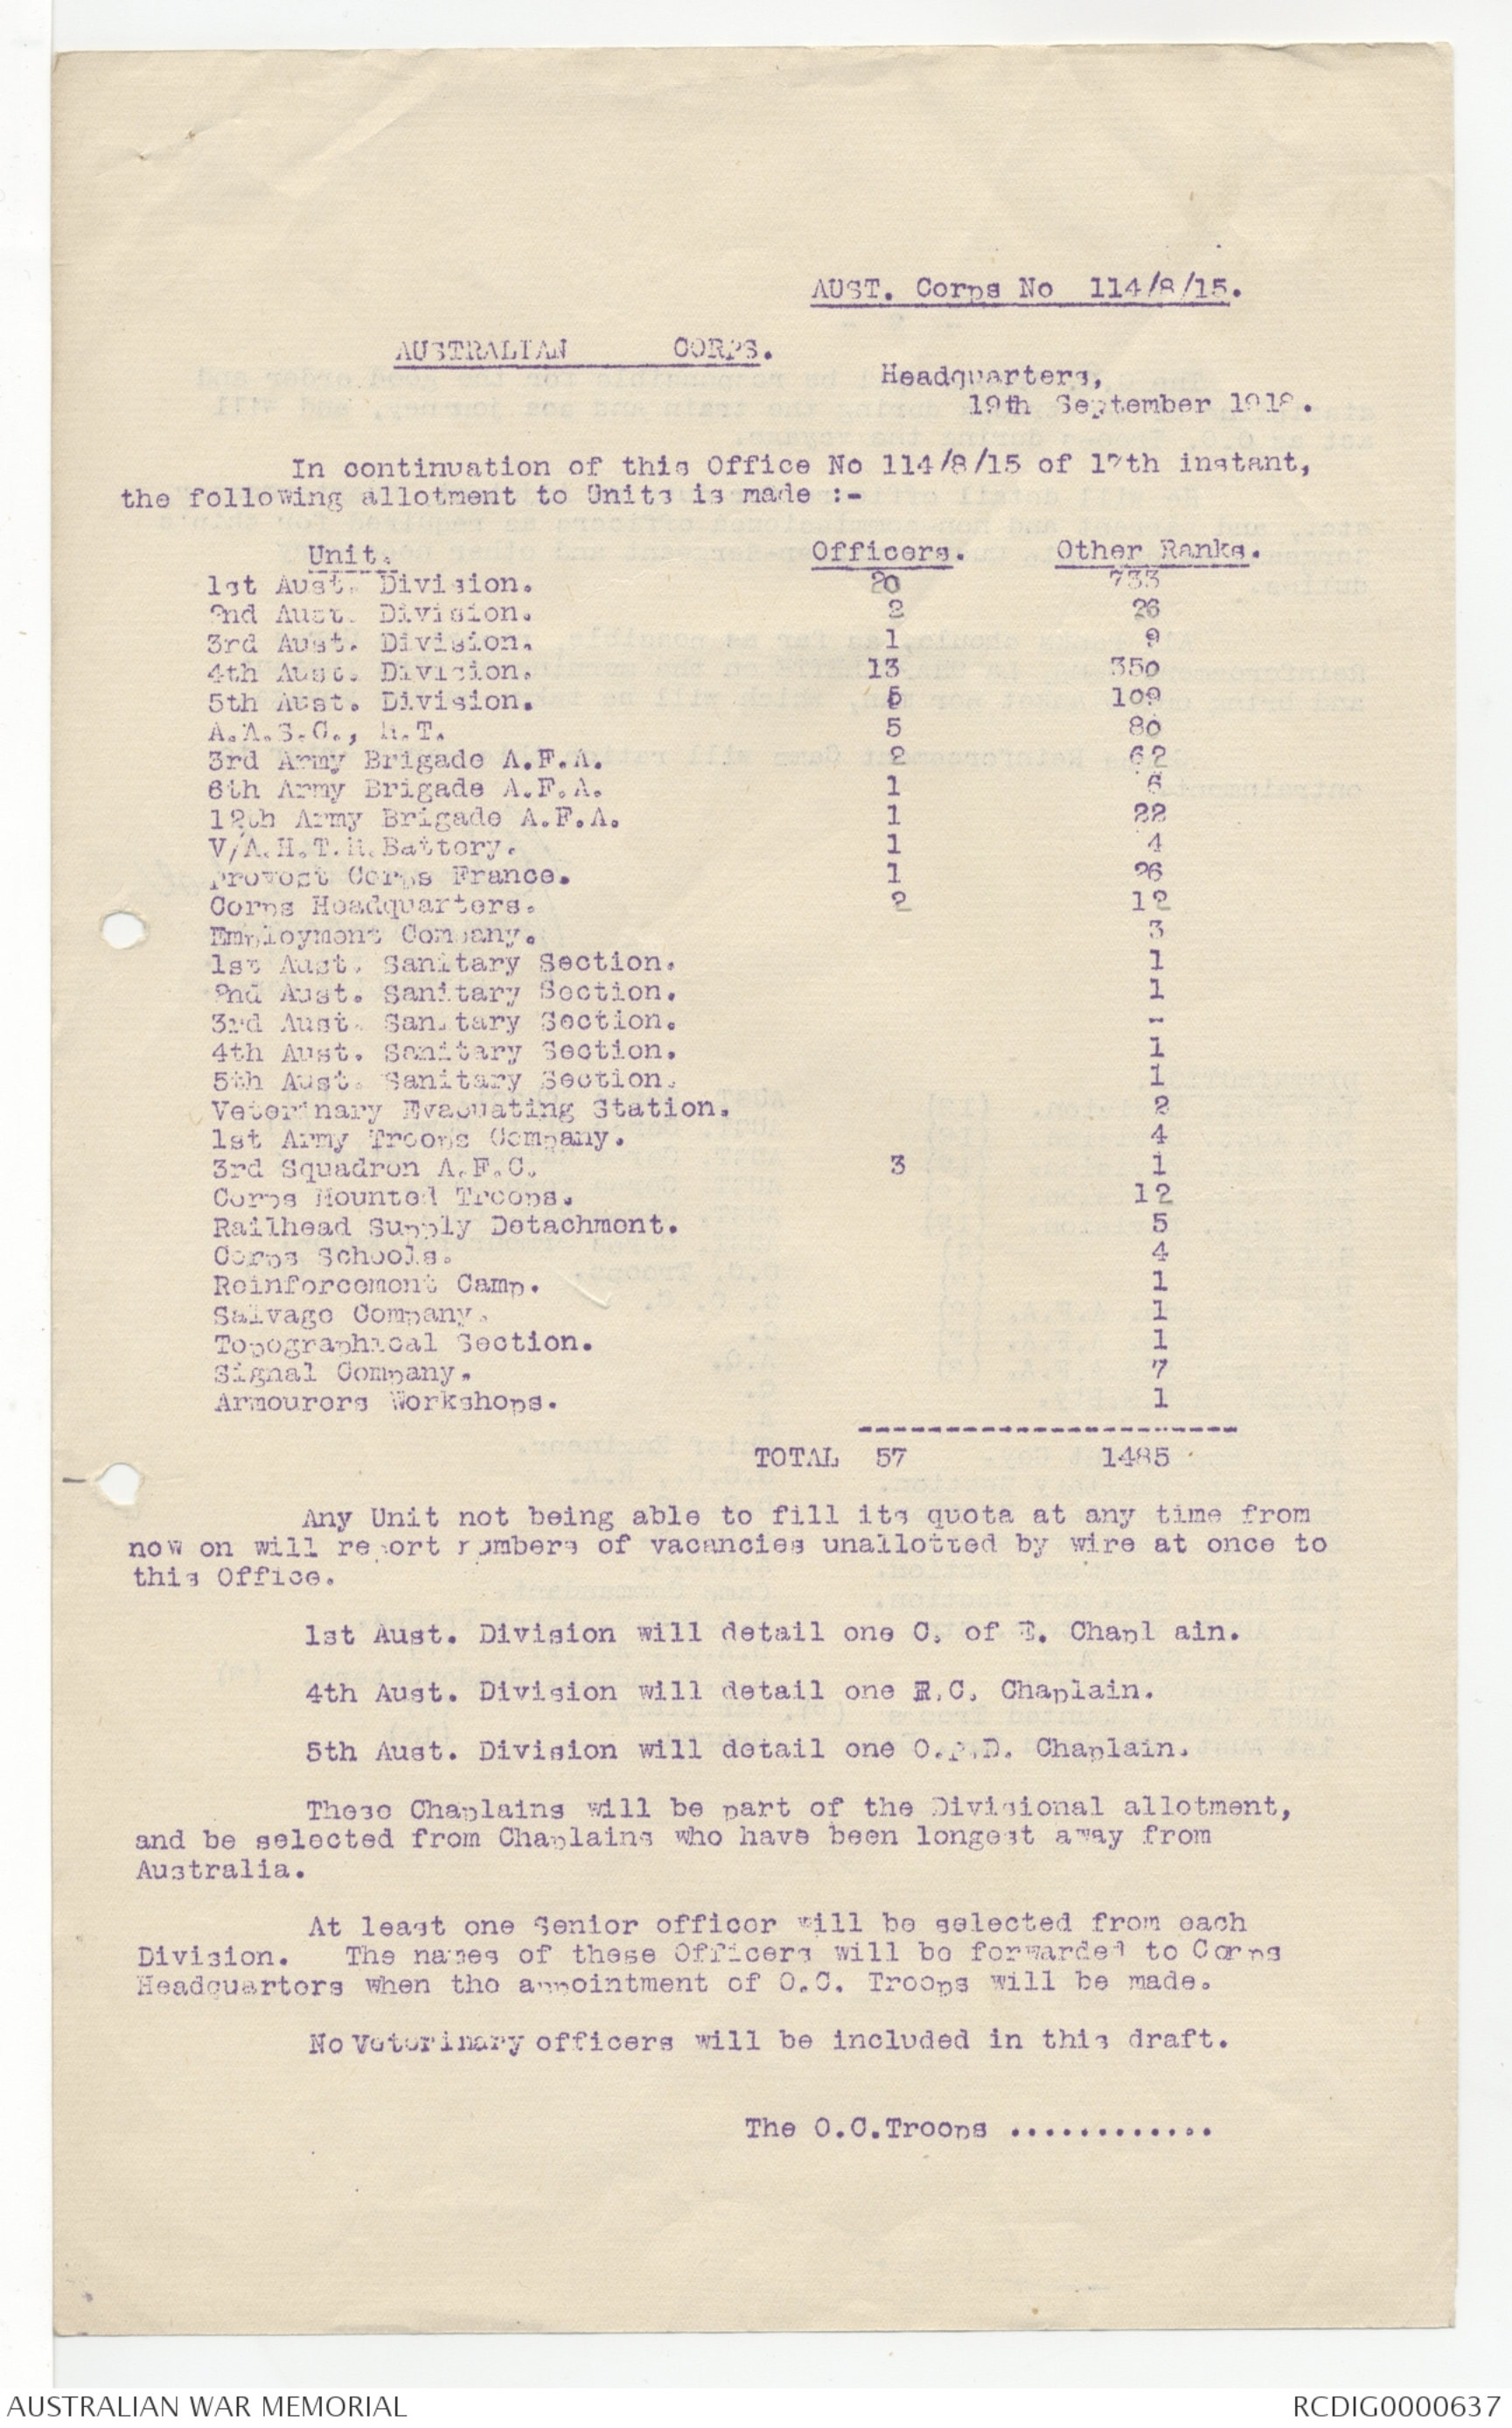 AUST. Corps No 114/8/15.
AUSTRALIAN CORPS.
Headquarters,
19th September 1918.
In continuation of this Office No 114/8/15 of 17th instant,
the following allotment to Units is made :-
Unit. Officers. Other Ranks.
1st Aust. Division. 20 733
2nd Aust. Division. 2 26
3rd Aust. Division. 1 9
4th Aust. Division. 13 350
5th Aust. Division. 5 109
A.A.S.C., M.T. 5 80
3rd Army Brigade A.F.A. 2 62
6th Army Brigade A.F.A. 1 6
12th Army Brigade A.F.A. 1 22
V/A.H.T.M.Battery. 1 4
Provost Corps France. 1 26
Corps Headquarters. 2 12
Employment Company. 3
1st Aust. Sanitary Section. 1
2nd Aust. Sanitary Section. 1
3rd Aust. Sanitary Section. -
4th Aust. Sanitary Section. 1
5th Aust. Sanitary Section. 1
Veterinary Evacuating Station. 2
1st Army Troops Company. 4
3rd Squadron A.F.C. 3 1
Corps Mounted Troops. 12
Railhead Supply Detachment. 5
Corps Schools. 4
Reinforcement Camp. 1
Salvage Company. 1
Topographical Section. 1
Signal Company. 7
Armourers Workshops. 1
TOTAL 57 1485
Any Unit not being able to fill its quota at any time from
now on will report numbers of vacancies unallotted by wire at once to
this Office.
1st Aust. Division will detail one C. of E. Chapl ain.
4th Aust. Division will detail one R.C. Chaplain.
5th Aust. Division will detail one O.P.D. Chaplain.
These Chaplains will be part of the Divisional allotment,
and be selected from Chaplains who have been longest away from
Australia.
At least one Senior officer will be selected from each
Division. The names of these Officers will be forwarded to Corps
Headquarters when the appointment of O.C. Troops will be made.
No Veterinary officers will be included in this draft.
The O.C.Troops ............
AUSTRALIAN WAR MEMORIAL RCDIG0000637